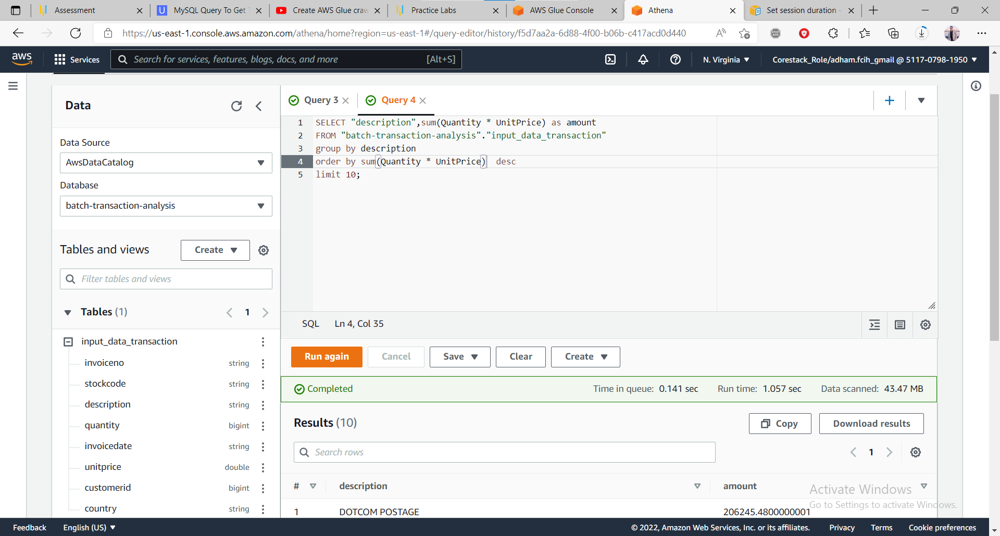 Assessment
MySQL Query To Get
Create AWS Glue craw
Practice Labs
AWS Glue Console
Athena
Set session duration -
https://us-east-1.console.aws.amazon.com/athena/home?region=us-east-1#/query-editor/history/f5d7aa2a-6d88-4f00-b06b-c417acd0d440
STOP ADS
aws
Services
Search for services, features, blogs, docs, and more
[Alt+S]
N. Virginia
Corestack_Role/adham.fcih_gmail @ 5117-0798-1950
Data
Data Source
AwsDataCatalog
Database
batch-transaction-analysis
Tables and views
Create
Filter tables and views
Tables (1)
1
input_data_transaction
invoiceno string
stockcode string
description string
quantity bigint
invoicedate string
unitprice double
customerid bigint
country string
Query 3
Query 4
1 SELECT "description",sum(Quantity * UnitPrice) as amount
2 FROM "batch-transaction-analysis"."input_data_transaction"
3 group by description
4 order by sum(Quantity * UnitPrice)  desc
5 limit 10;
SQL Ln 4, Col 35
Run again
Cancel
Save
Clear
Create
Completed
Time in queue: 0.141 sec
Run time: 1.057 sec
Data scanned: 43.47 MB
Results (10)
Copy
Download results
Search rows
1
# description amount
1 DOTCOM POSTAGE 206245.4800000001
Activate Windows
Go to Settings to activate Windows.
Feedback
English (US)
© 2022, Amazon Web Services, Inc. or its affiliates.
Privacy
Terms
Cookie preferences